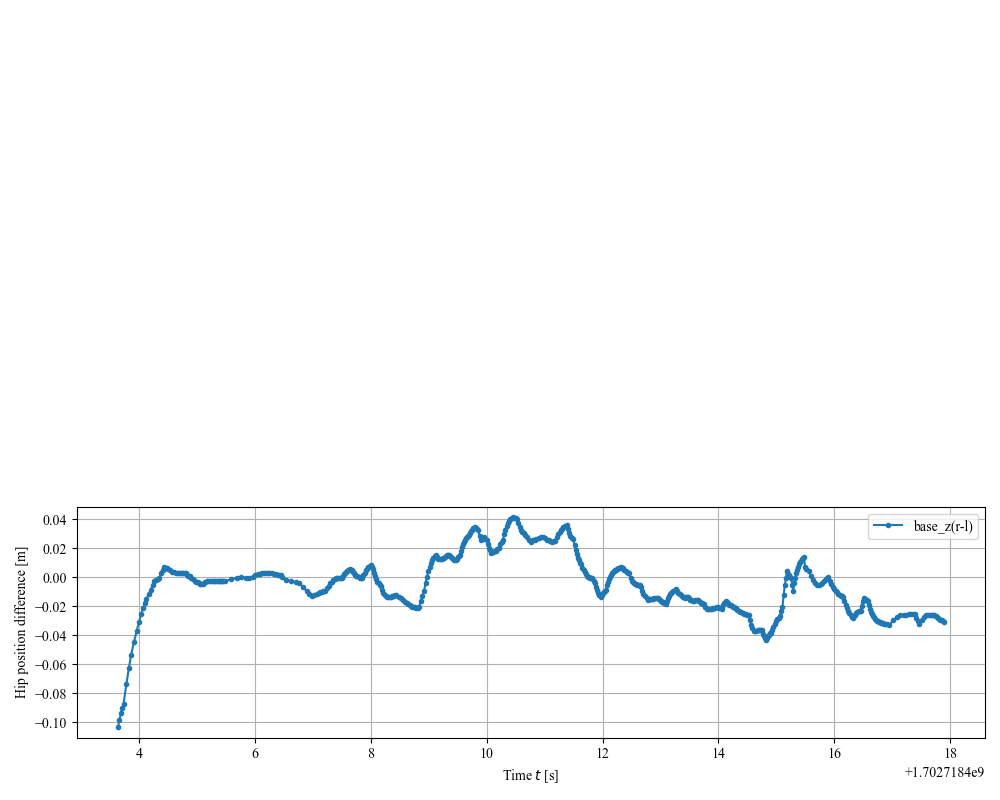 0.04
0.02
0.00
−0.02
−0.04
−0.06
−0.08
−0.10
Hip position difference [m]
base_z(r-l)
4 6 8 10 12 14 16 18
+1.7027184e9
Time t [s]